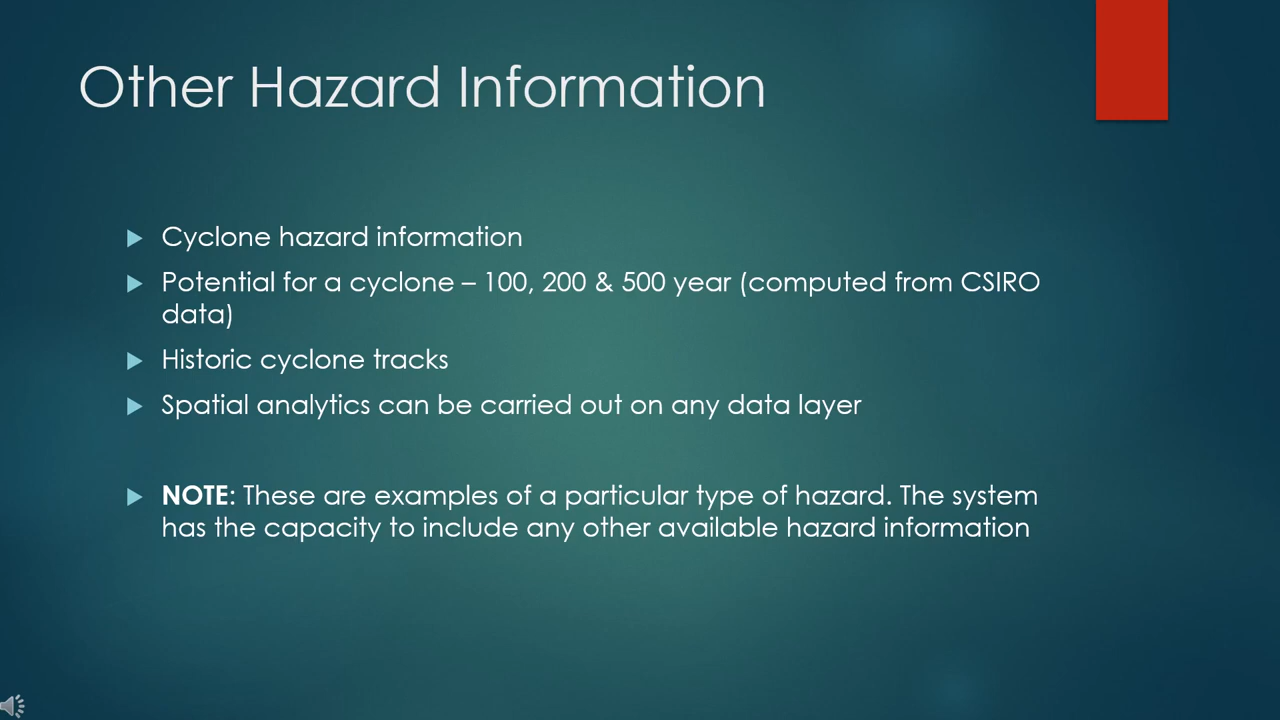 Other Hazard Information
Cyclone hazard information
Potential for a cyclone – 100, 200 & 500 year (computed from CSIRO
data)
Historic cyclone tracks
Spatial analytics can be carried out on any data layer
NOTE: These are examples of a particular type of hazard. The system
has the capacity to include any other available hazard information